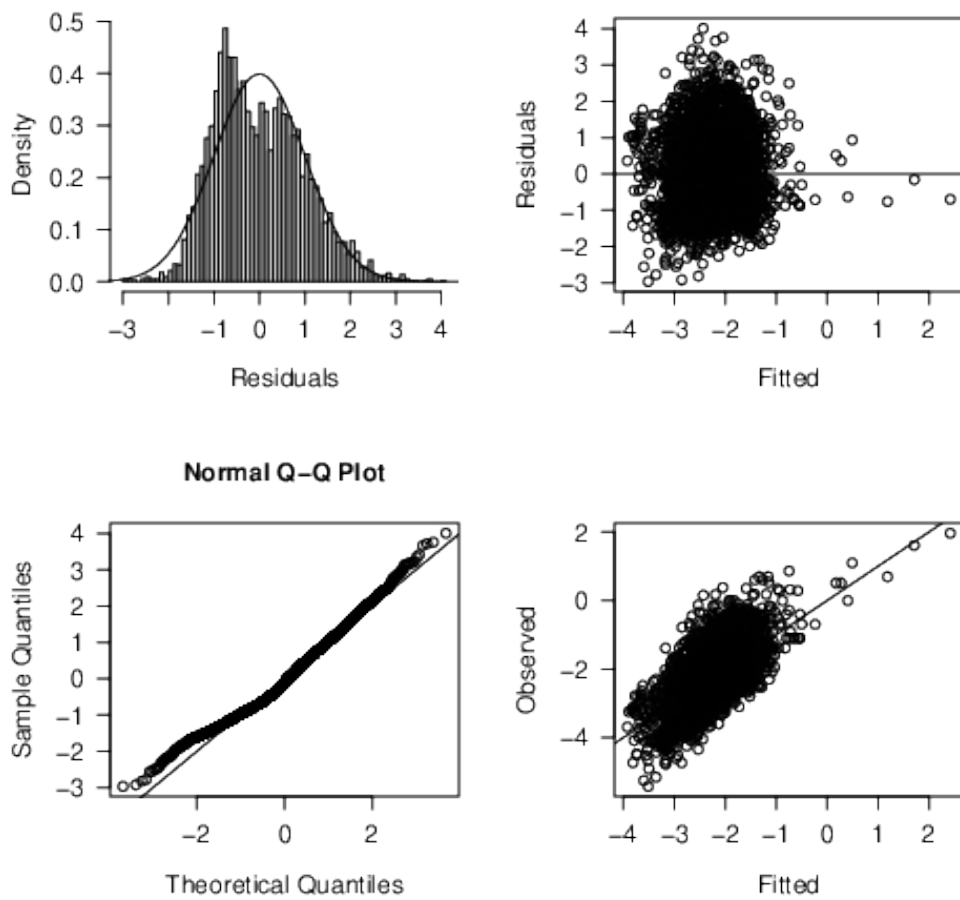 0.5
0.4
0.3
0.2
0.1
0.0
Density
−3 −1 0 1 2 3 4
Residuals
4
3
2
1
0
−1
−2
−3
Residuals
−4 −3 −2 −1 0 1 2
Fitted
Normal Q−Q Plot
4
3
2
1
0
−1
−2
−3
Sample Quantiles
−2 0 2
Theoretical Quantiles
2
0
−2
−4
Observed
−4 −3 −2 −1 0 1 2
Fitted